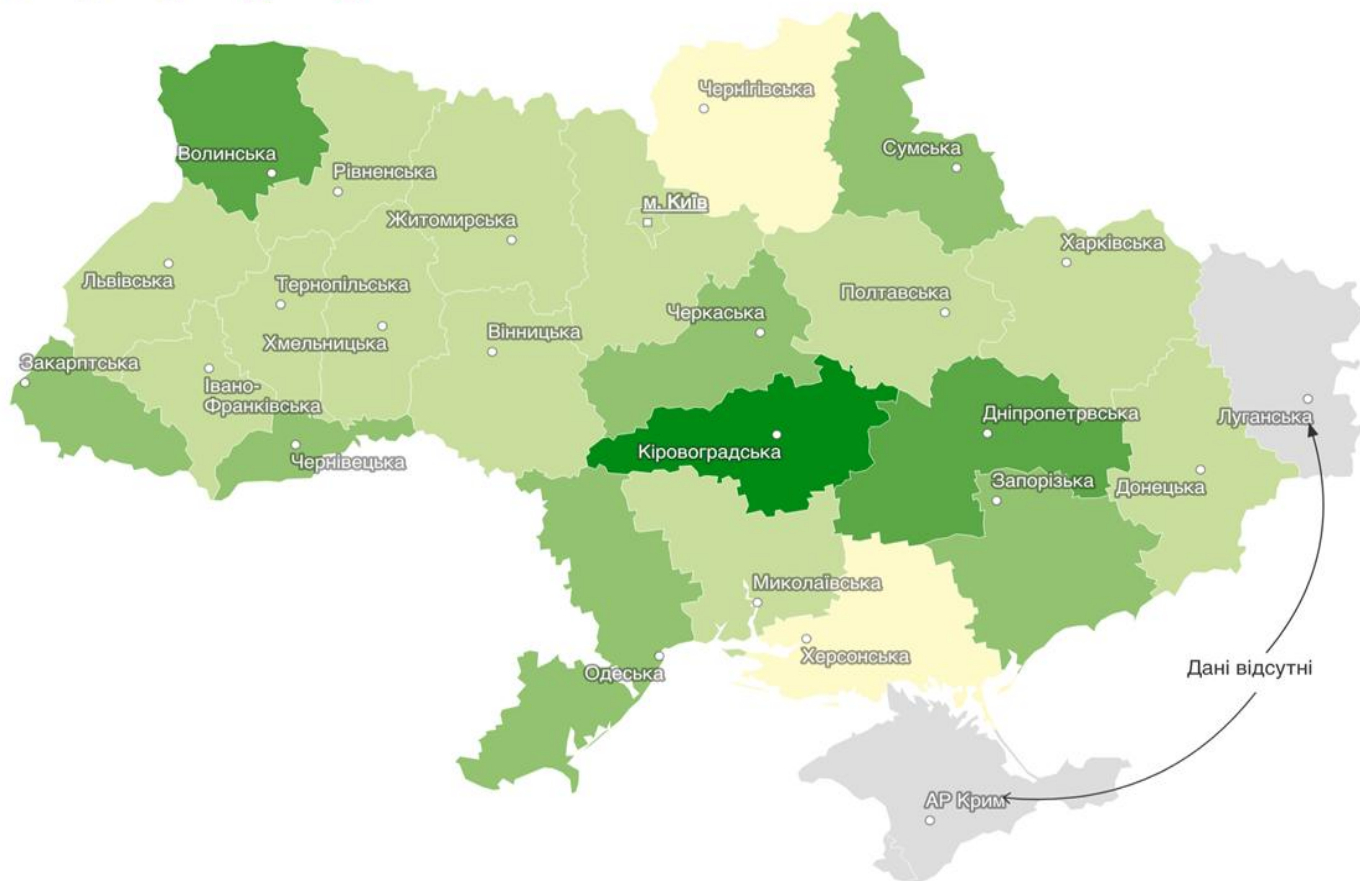 Чернігівська
Волинська
Сумська
Рівненська
м. Київ
Житомирська
Харківська
Львівська
Тернопільська
Полтавська
Черкаська
Вінницька
Хмельницька
Закарптська
Івано-
Франківська
Дніпропетрвська
Луганська
Кіровоградська
Чернівецька
Запорізька
Донецька
Миколаївська
Херсонська
Одеська
Дані відсутні
АР Крим